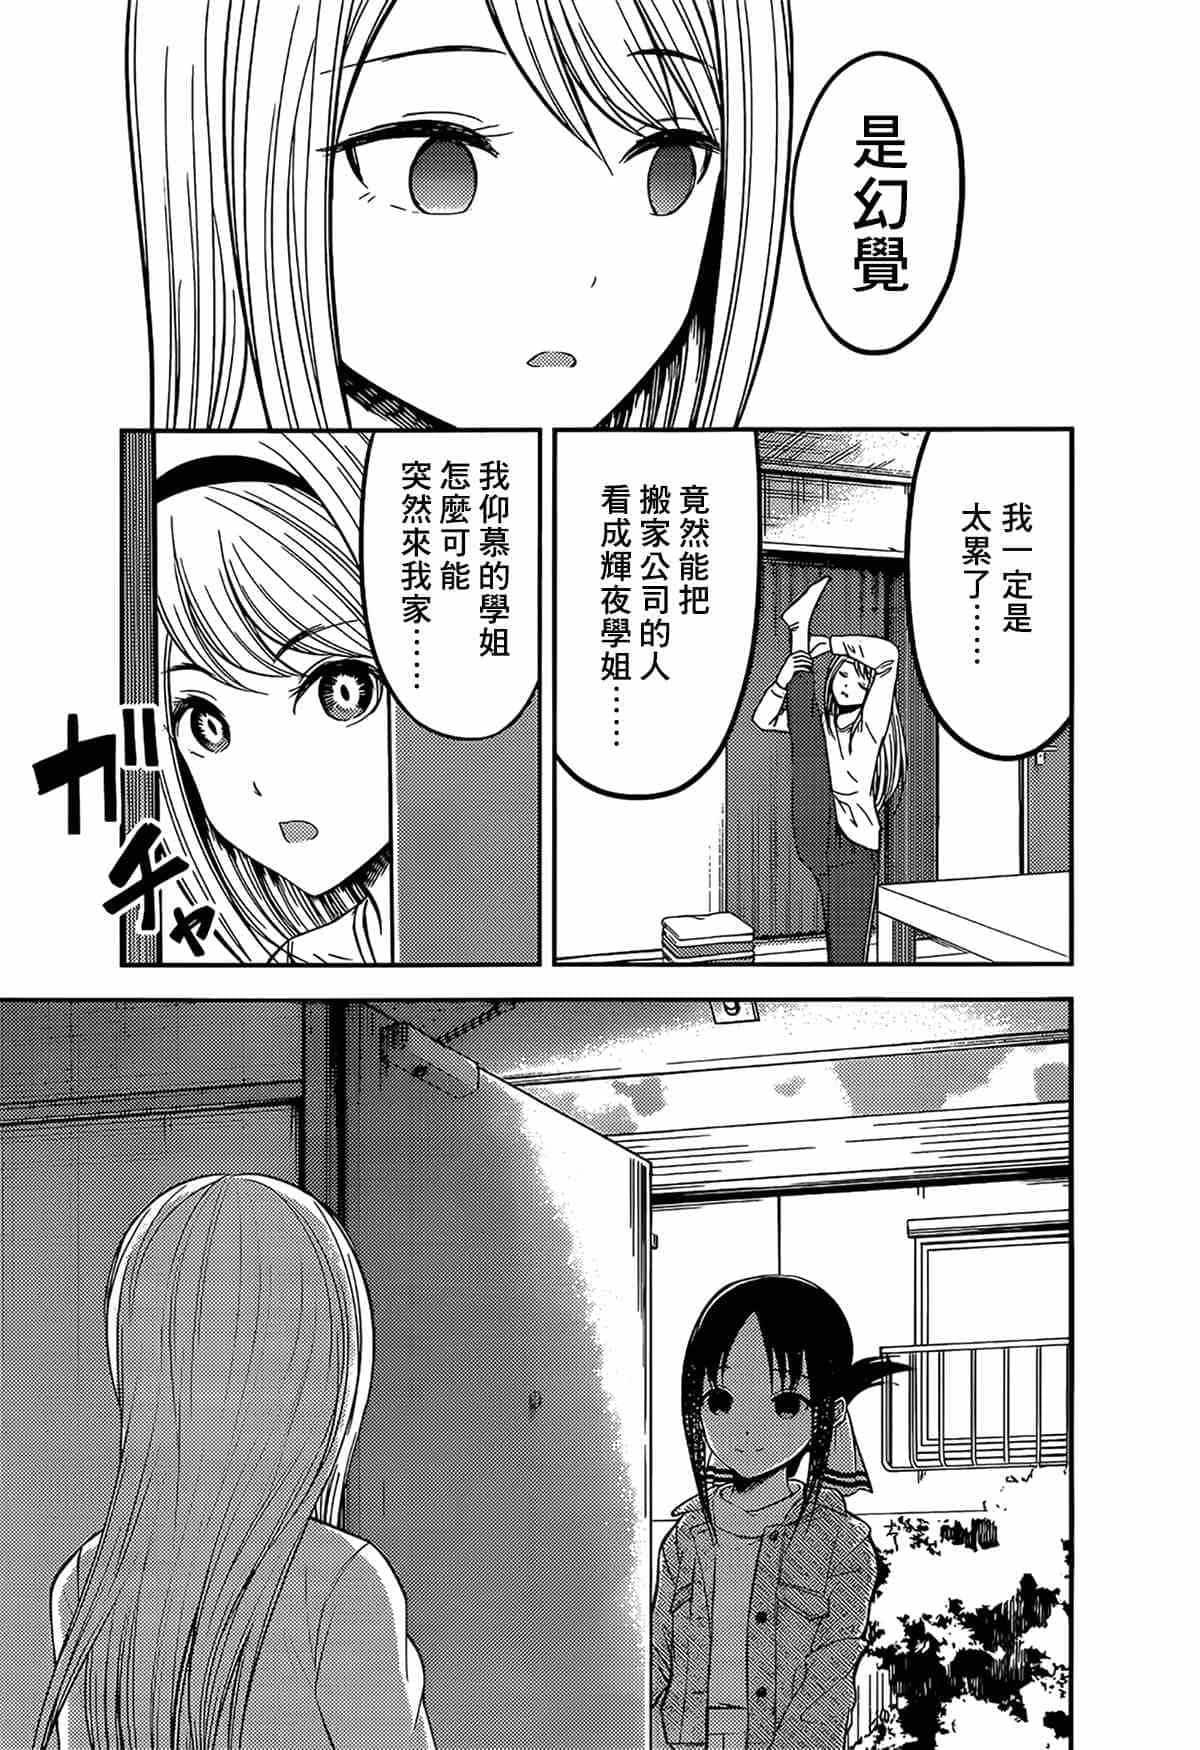 是幻覺
我一定是
太累了……
竟然能把
搬家公司的人
看成輝夜學姐……
我仰慕的學姐
怎麼可能
突然來我家……
ガチャ